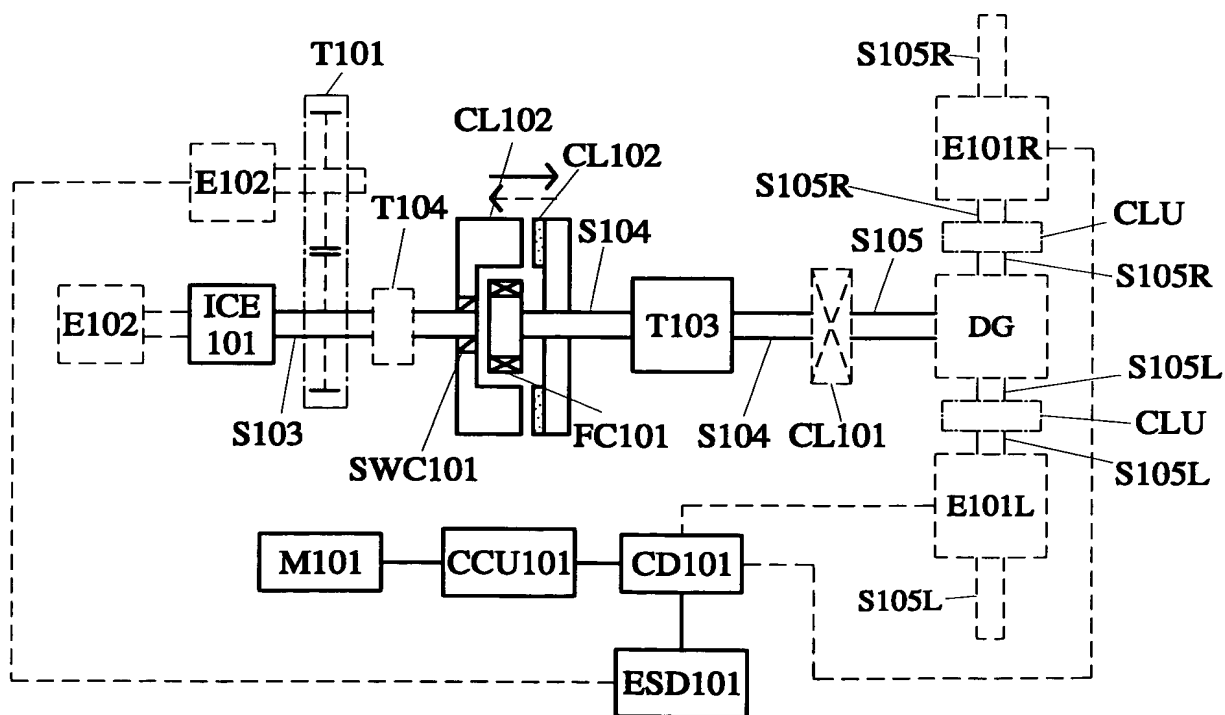 S105R
T101
CL102
CL102
E101R
E102
S105R
CLU
T104
S104
S105
S105R
ICE
101
E102
T103
DG
S105L
CLU
S103
FC101
S104
CL101
SWC101
S105L
E101L
M101
CCU101
CD101
S105L
ESD101